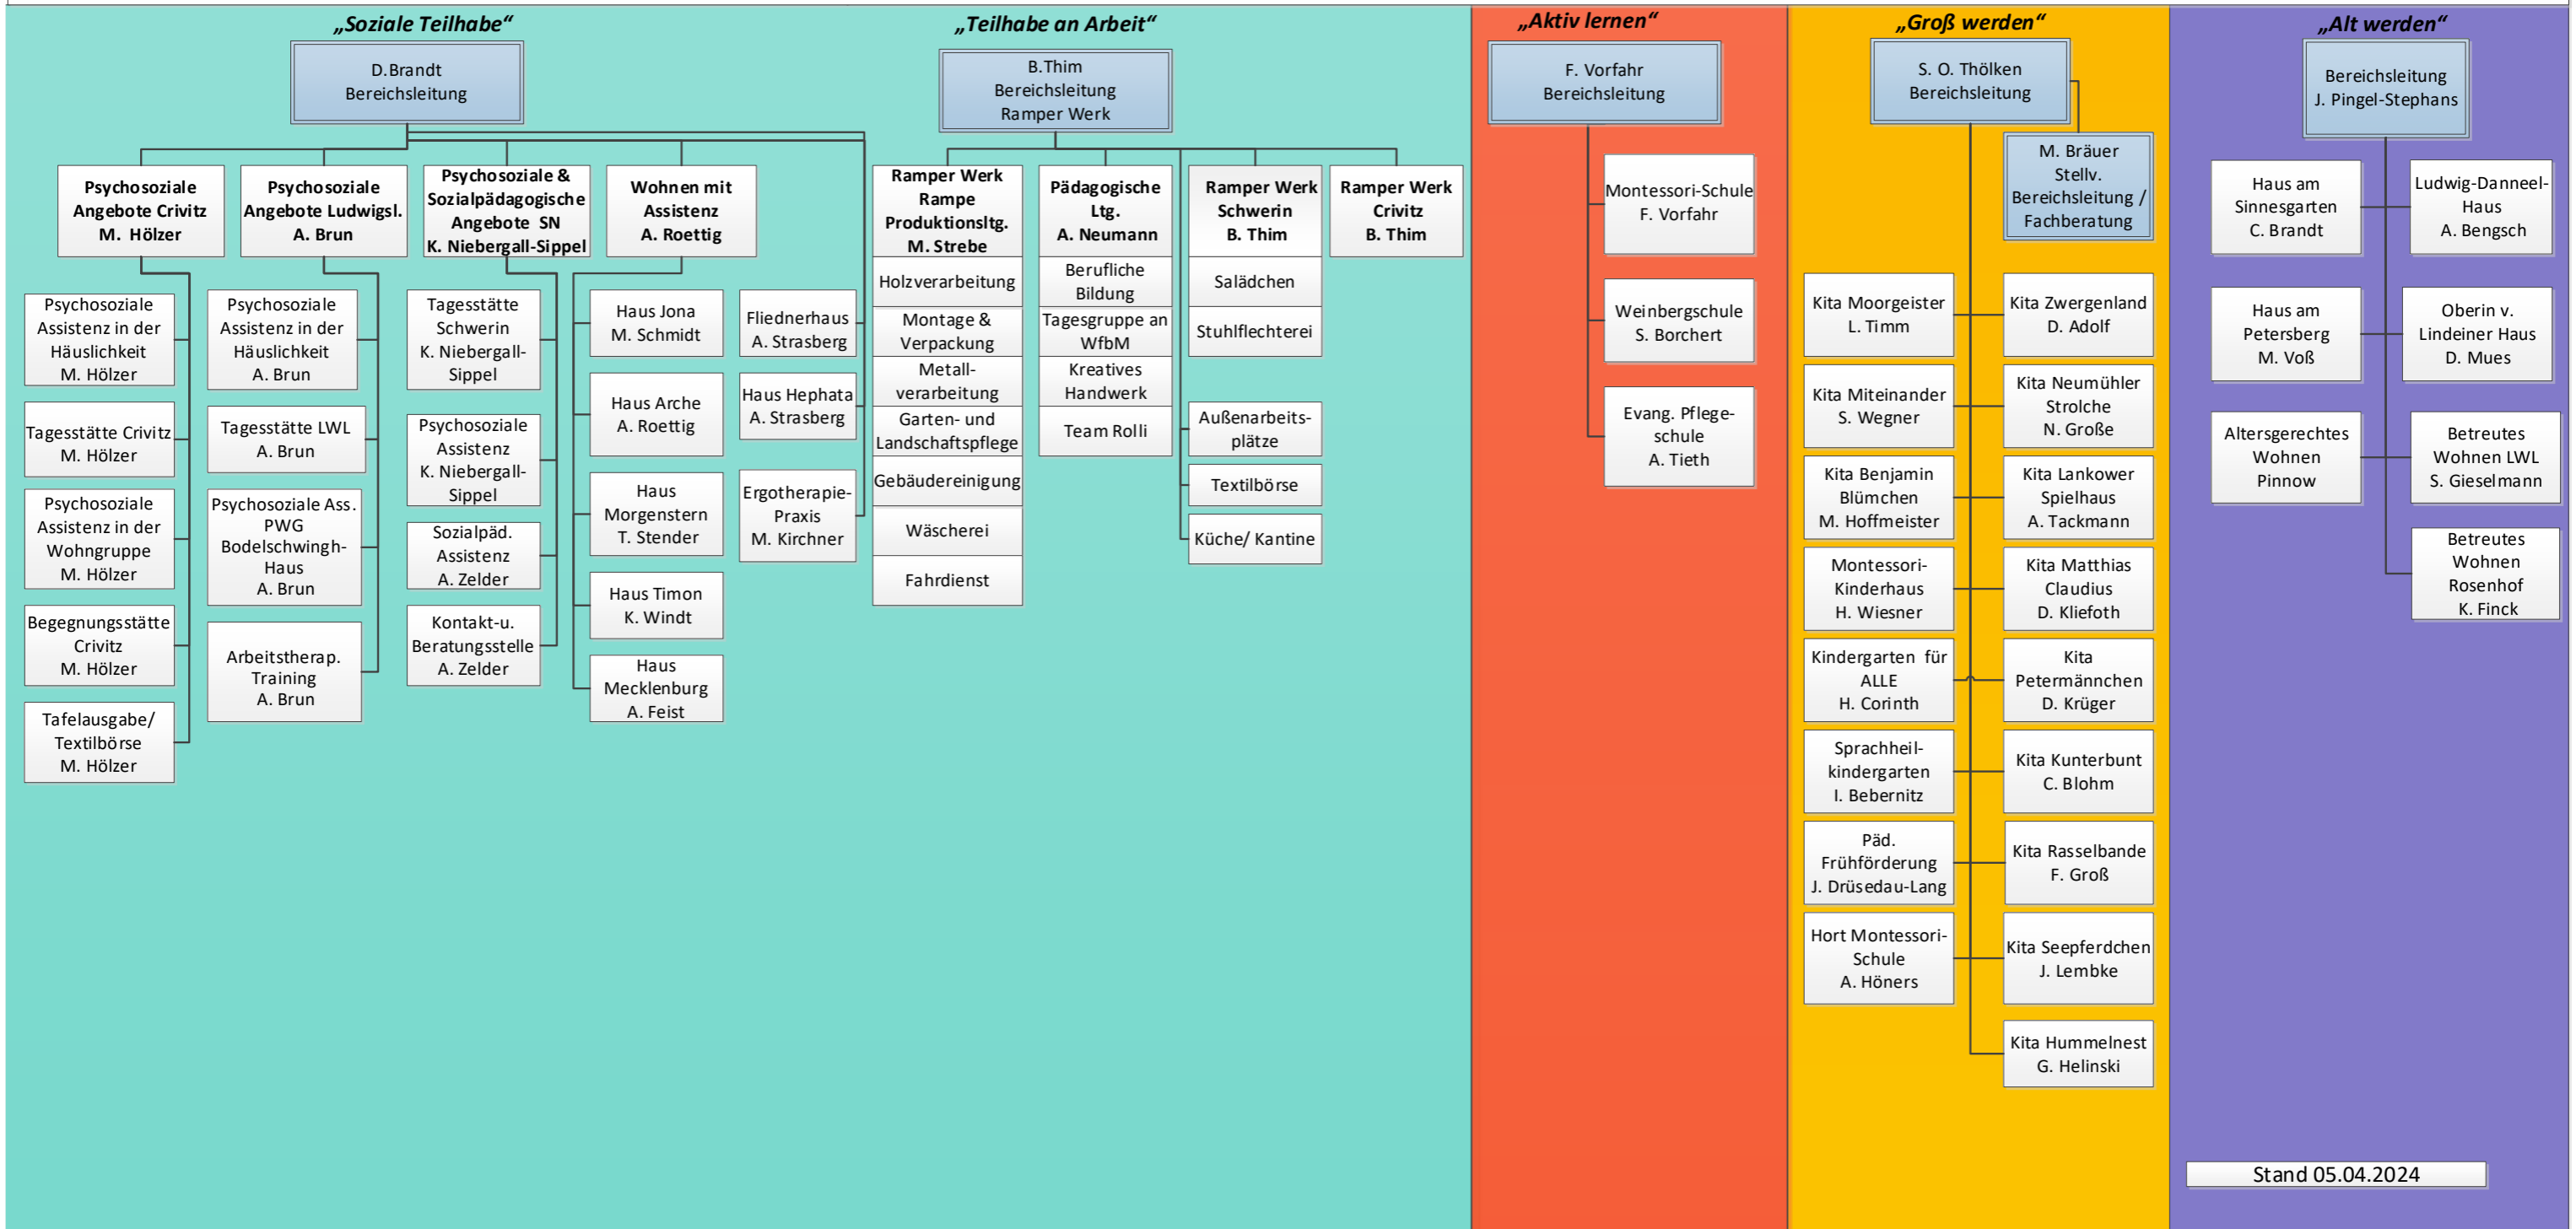 „Soziale Teilhabe“
D.Brandt
Bereichsleitung
Psychosoziale
Angebote Crivitz
M. Hölzer
Psychosoziale
Assistenz in der
Häuslichkeit
M. Hölzer
Tagesstätte Crivitz
M. Hölzer
Psychosoziale
Assistenz in der
Wohngruppe
M. Hölzer
Begegnungsstätte
Crivitz
M. Hölzer
Tafelausgabe/
Textilbörse
M. Hölzer
Psychosoziale
Angebote Ludwigsl.
A. Brun
Psychosoziale
Assistenz in der
Häuslichkeit
A. Brun
Tagesstätte LWL
A. Brun
Psychosoziale Ass.
PWG
Bodelschwingh-
Haus
A. Brun
Arbeitstherap.
Training
A. Brun
Psychosoziale &
Sozialpädagogische
Angebote SN
K. Niebergall-Sippel
Tagesstätte
Schwerin
K. Niebergall-
Sippel
Psychosoziale
Assistenz
K. Niebergall-
Sippel
Sozialpäd.
Assistenz
A. Zelder
Kontakt-u.
Beratungsstelle
A. Zelder
Wohnen mit
Assistenz
A. Roettig
Haus Jona
M. Schmidt
Haus Arche
A. Roettig
Haus
Morgenstern
T. Stender
Haus Timon
K. Windt
Haus
Mecklenburg
A. Feist
Fliednerhaus
A. Strasberg
Haus Hephata
A. Strasberg
Ergotherapie-
Praxis
M. Kirchner
„Teilhabe an Arbeit“
B.Thim
Bereichsleitung
Ramper Werk
Ramper Werk
Rampe
Produktionsltg.
M. Strebe
Holzverarbeitung
Montage &
Verpackung
Metall-
verarbeitung
Garten- und
Landschaftspflege
Gebäudereinigung
Wäscherei
Fahrdienst
Pädagogische
Ltg.
A. Neumann
Berufliche
Bildung
Tagesgruppe an
WfbM
Kreatives
Handwerk
Team Rolli
Ramper Werk
Schwerin
B. Thim
Salädchen
Stuhlflechterei
Außenarbeits-
plätze
Textilbörse
Küche/ Kantine
Ramper Werk
Crivitz
B. Thim
„Aktiv lernen“
F. Vorfahr
Bereichsleitung
Montessori-Schule
F. Vorfahr
Weinbergschule
S. Borchert
Evang. Pflege-
schule
A. Tieth
„Groß werden“
S. O. Thölken
Bereichsleitung
M. Bräuer
Stellv.
Bereichsleitung /
Fachberatung
Kita Moorgeister
L. Timm
Kita Miteinander
S. Wegner
Kita Benjamin
Blümchen
M. Hoffmeister
Montessori-
Kinderhaus
H. Wiesner
Kindergarten für
ALLE
H. Corinth
Sprachheil-
kindergarten
I. Bebernitz
Päd.
Frühförderung
J. Drüsedau-Lang
Hort Montessori-
Schule
A. Höners
Kita Zwergenland
D. Adolf
Kita Neumühler
Strolche
N. Große
Kita Lankower
Spielhaus
A. Tackmann
Kita Matthias
Claudius
D. Kliefoth
Kita
Petermännchen
D. Krüger
Kita Kunterbunt
C. Blohm
Kita Rasselbande
F. Groß
Kita Seepferdchen
J. Lembke
Kita Hummelnest
G. Helinski
„Alt werden“
Bereichsleitung
J. Pingel-Stephans
Haus am
Sinnesgarten
C. Brandt
Haus am
Petersberg
M. Voß
Altersgerechtes
Wohnen
Pinnow
Ludwig-Danneel-
Haus
A. Bengsch
Oberin v.
Lindeiner Haus
D. Mues
Betreutes
Wohnen LWL
S. Gieselmann
Betreutes
Wohnen
Rosenhof
K. Finck
Stand 05.04.2024